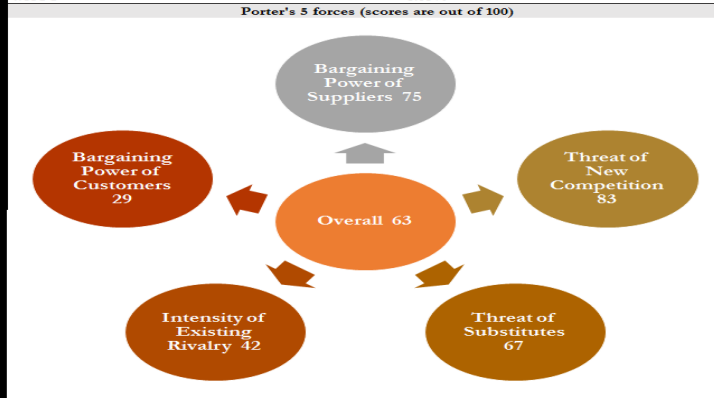 Porter's 5 forces (scores are out of 100)
Bargaining
Power of
Suppliers 75
Bargaining
Power of
Customers
29
Threat of
New
Competition
83
Overall 63
Intensity of
Existing
Rivalry 42
Threat of
Substitutes
67